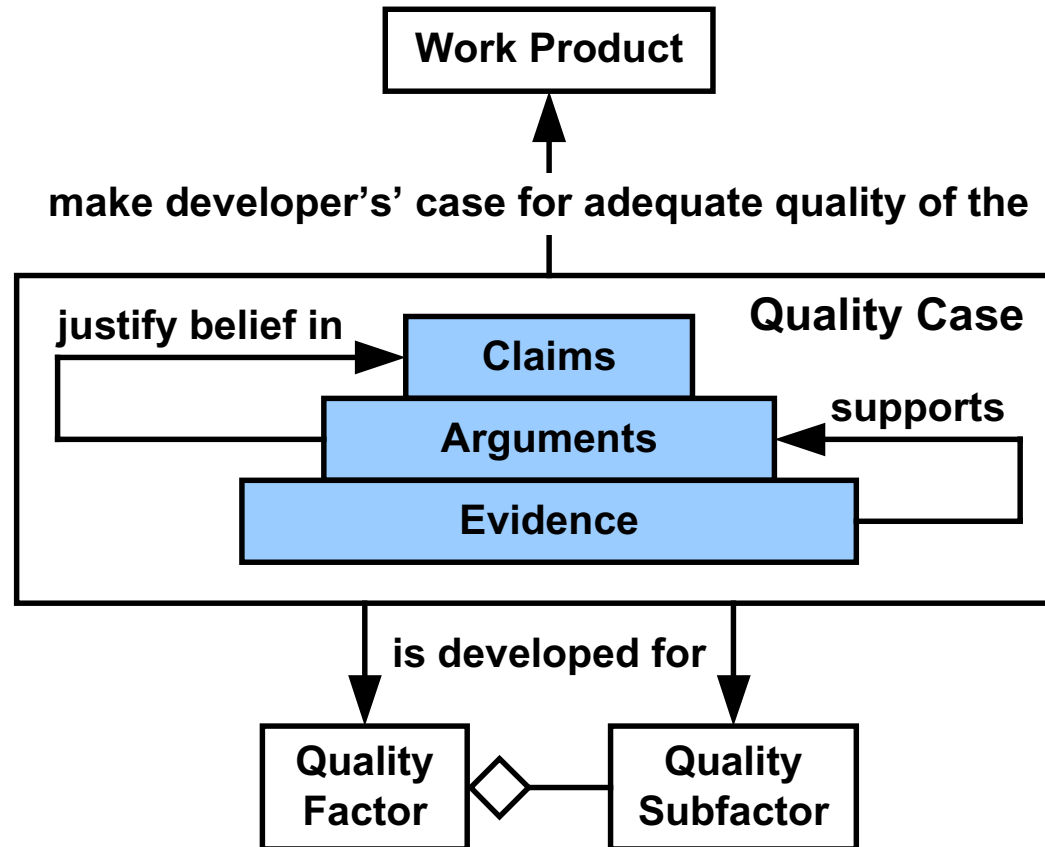 Work Product
make developer’s’ case for adequate quality of the
Quality Case
justify belief in
Claims
supports
Arguments
Evidence
is developed for
Quality
Factor
Quality
Subfactor